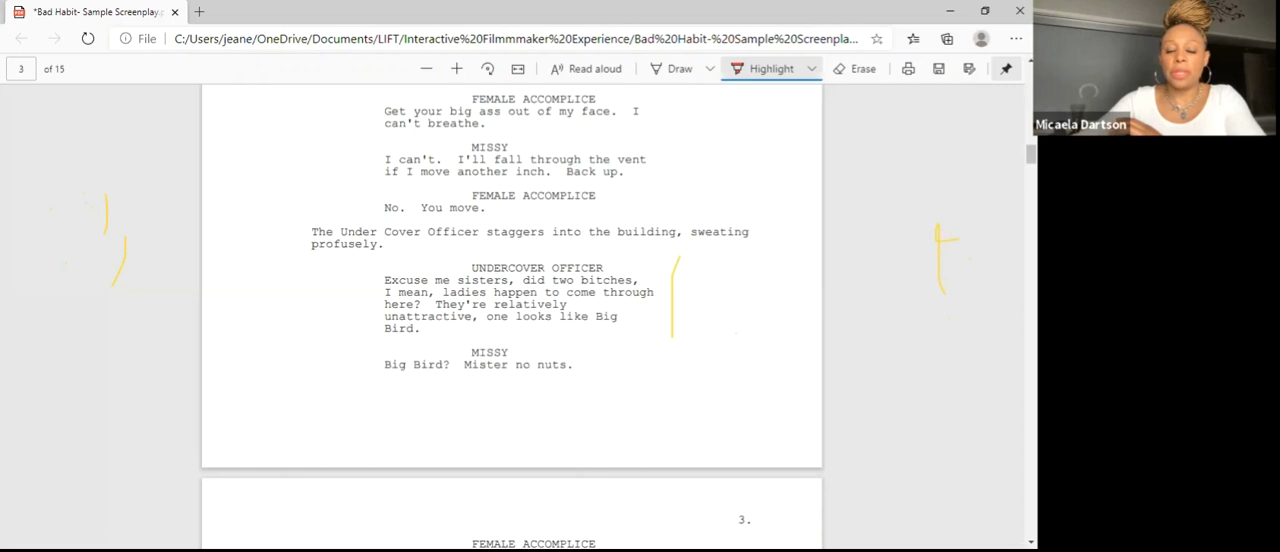 *Bad Habit- Sample Screenplay.p
File
C:/Users/jeane/OneDrive/Documents/LIFT/Interactive%20Filmmmaker%20Experience/Bad%20Habit-%20Sample%20Screenpla...
3 of 15
Read aloud
Draw
Highlight
Erase
Micaela Dartson
FEMALE ACCOMPLICE
Get your big ass out of my face. I
can't breathe.
MISSY
I can't. I'll fall through the vent
if I move another inch. Back up.
FEMALE ACCOMPLICE
No. You move.
The Under Cover Officer staggers into the building, sweating
profusely.
UNDERCOVER OFFICER
Excuse me sisters, did two bitches,
I mean, ladies happen to come through
here? They're relatively
unattractive, one looks like Big
Bird.
MISSY
Big Bird? Mister no nuts.
3.
FEMALE ACCOMPLICE